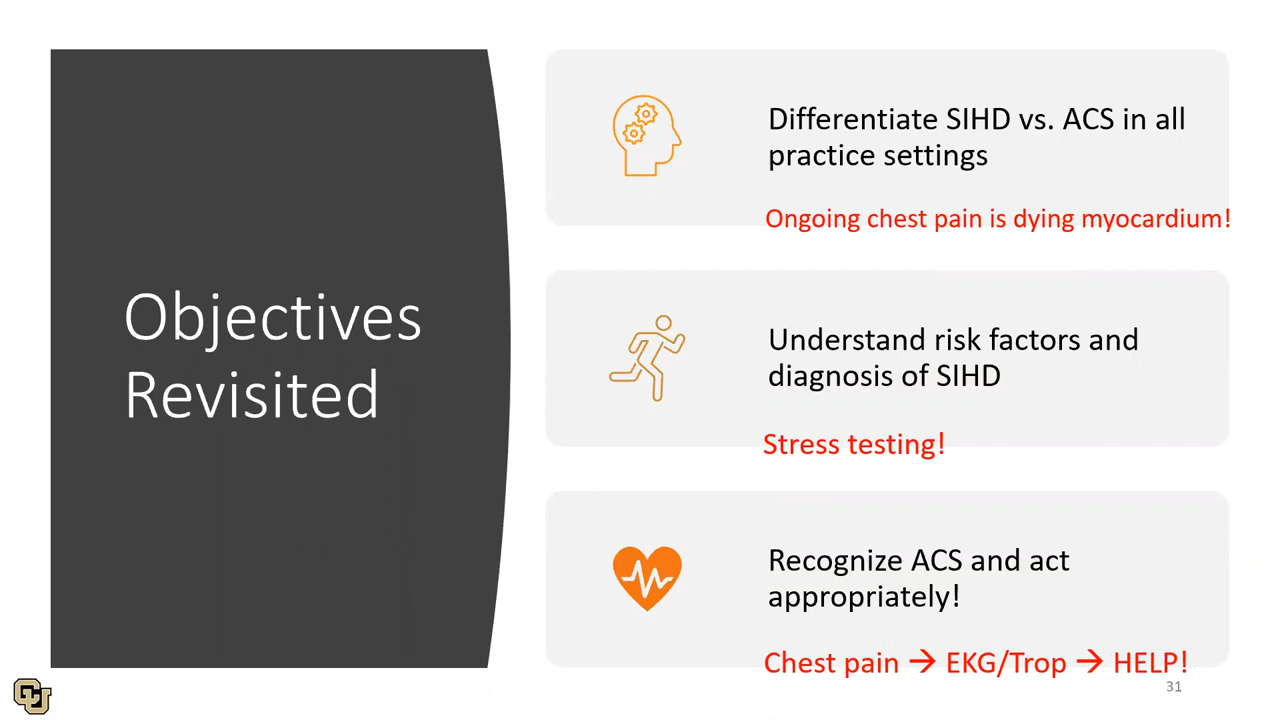 Objectives
Revisited
Differentiate SIHD vs. ACS in all
practice settings
Ongoing chest pain is dying myocardium!
Understand risk factors and
diagnosis of SIHD
Stress testing!
Recognize ACS and act
appropriately!
Chest pain → EKG/Trop → HELP!
31
CU